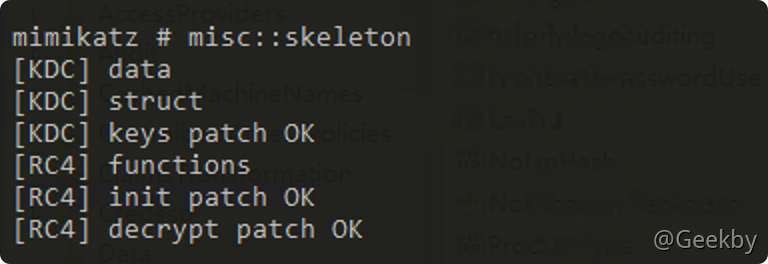 mimikatz # misc::skeleton
[KDC] data
[KDC] struct
[KDC] keys patch OK
[RC4] functions
[RC4] init patch OK
[RC4] decrypt patch OK
@Geekby